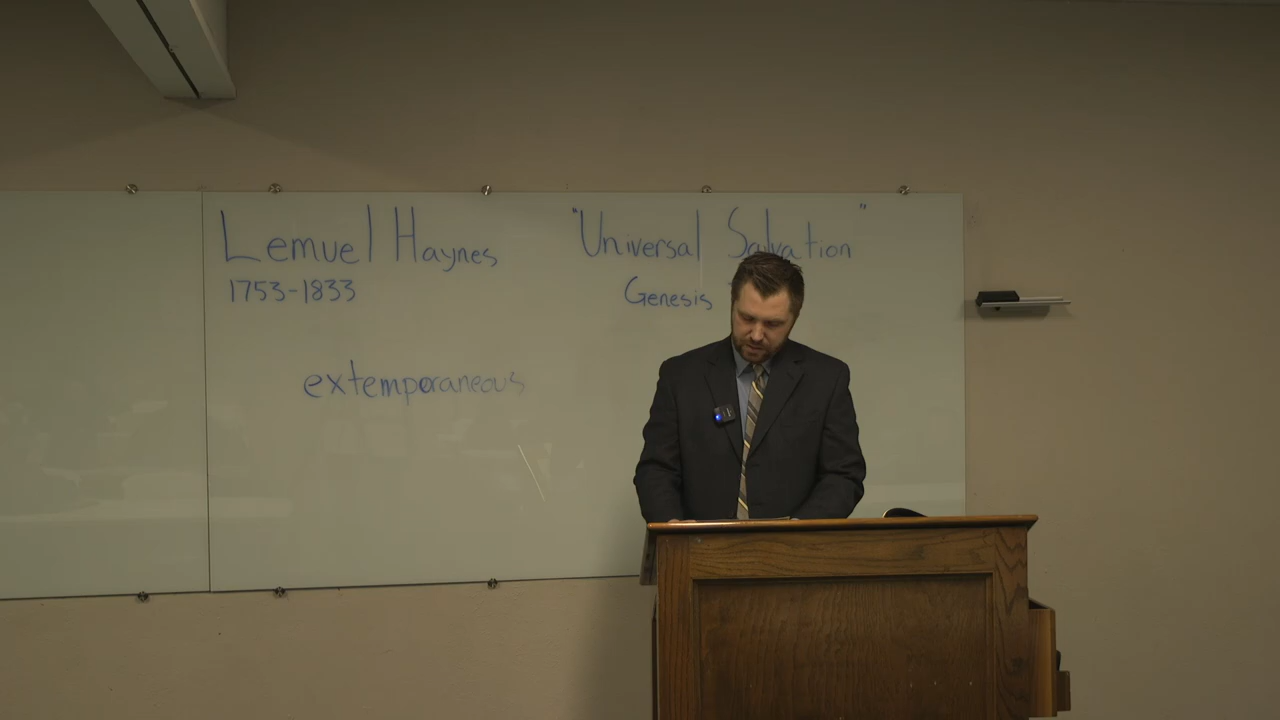 Lemuel Haynes
1753-1833
"Universal Salvation"
Genesis
extemporaneous